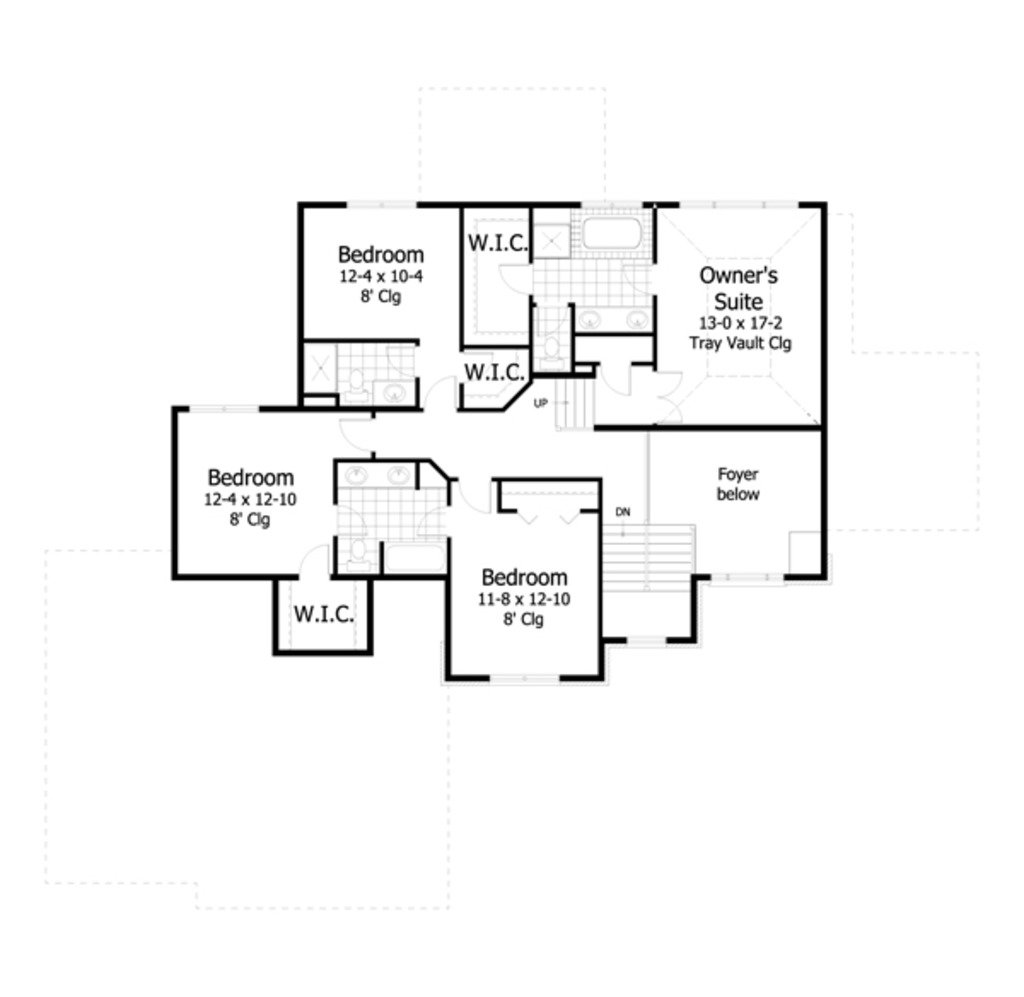 Bedroom
12-4 x 10-4
8' Clg
W.I.C.
Owner's
Suite
13-0 x 17-2
Tray Vault Clg
W.I.C.
UP
Bedroom
12-4 x 12-10
8' Clg
Foyer
below
DN
Bedroom
11-8 x 12-10
8' Clg
W.I.C.